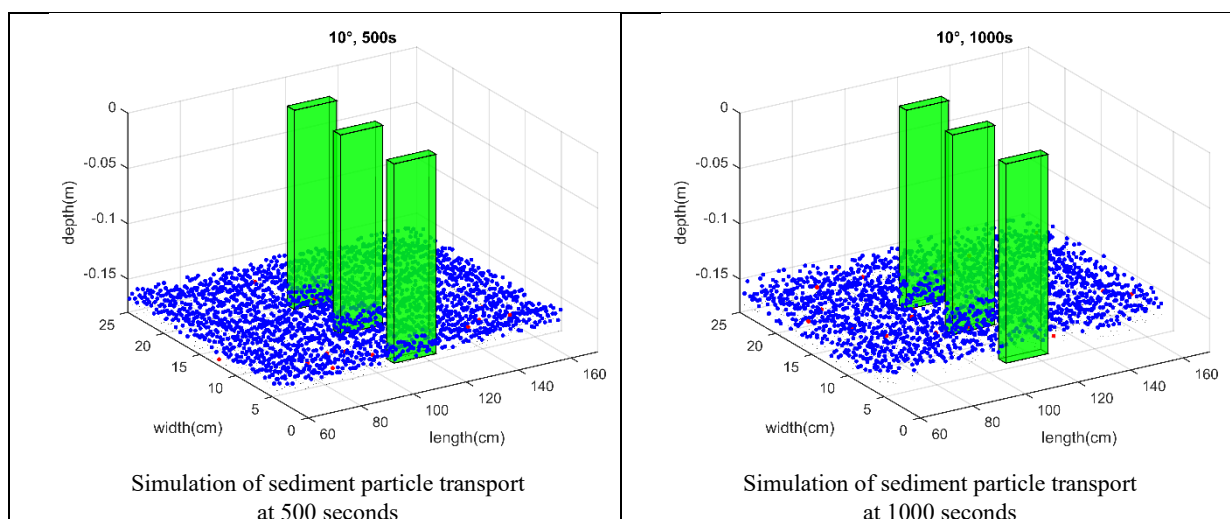 10°, 500s
0
-0.05
-0.1
-0.15
depth(m)
25
20
15
10
5
0
width(cm)
60
80
100
120
140
160
length(cm)
Simulation of sediment particle transport
at 500 seconds
10°, 1000s
0
-0.05
-0.1
-0.15
depth(m)
25
20
15
10
5
0
width(cm)
60
80
100
120
140
160
length(cm)
Simulation of sediment particle transport
at 1000 seconds